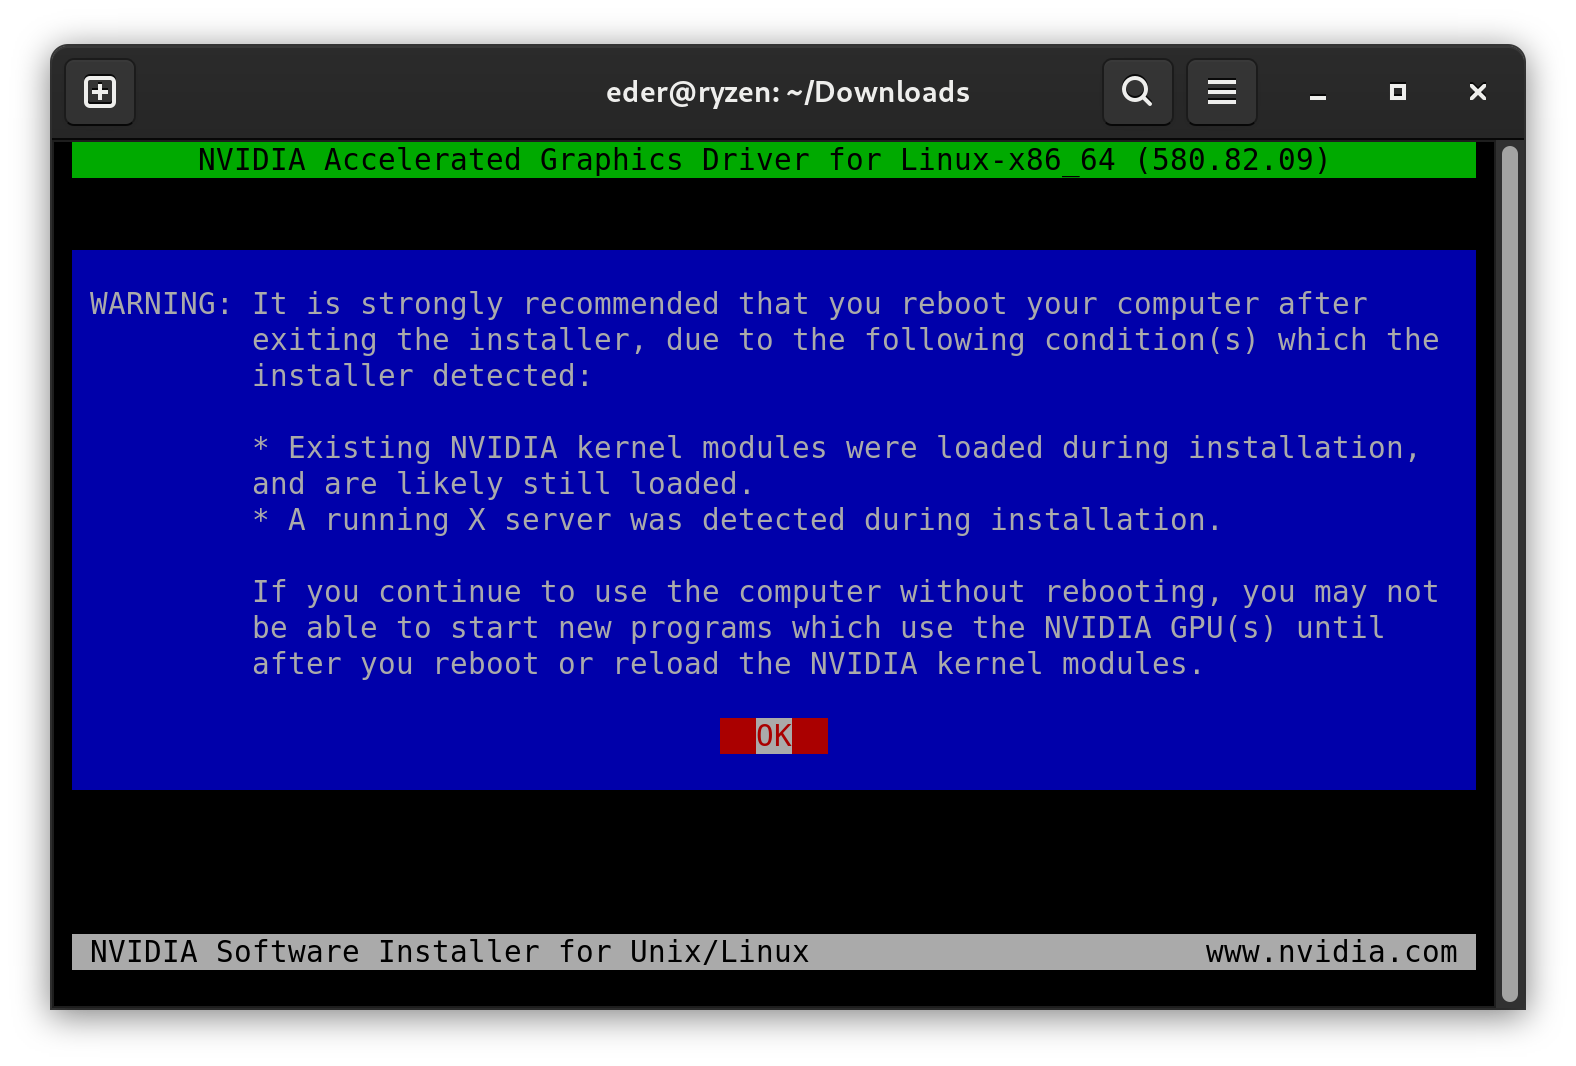 eder@ryzen: ~/Downloads
NVIDIA Accelerated Graphics Driver for Linux-x86_64 (580.82.09)
WARNING: It is strongly recommended that you reboot your computer after
exiting the installer, due to the following condition(s) which the
installer detected:
* Existing NVIDIA kernel modules were loaded during installation,
and are likely still loaded.
* A running X server was detected during installation.
If you continue to use the computer without rebooting, you may not
be able to start new programs which use the NVIDIA GPU(s) until
after you reboot or reload the NVIDIA kernel modules.
OK
NVIDIA Software Installer for Unix/Linux www.nvidia.com